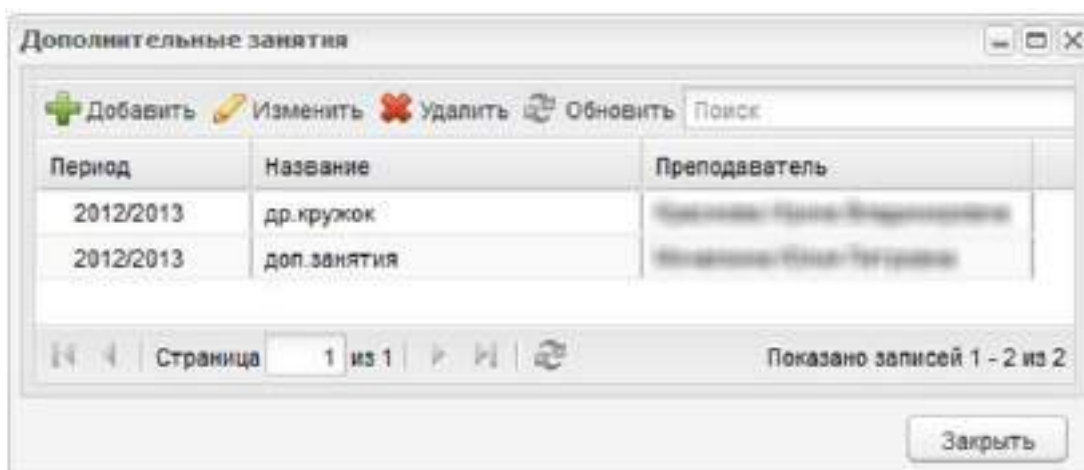 Дополнительные занятия
Добавить Изменить Удалить Обновить Поиск
Период Название Преподаватель
2012/2013 др.кружок
2012/2013 доп.занятия
Страница 1 из 1 Показано записей 1 - 2 из 2
Закрыть